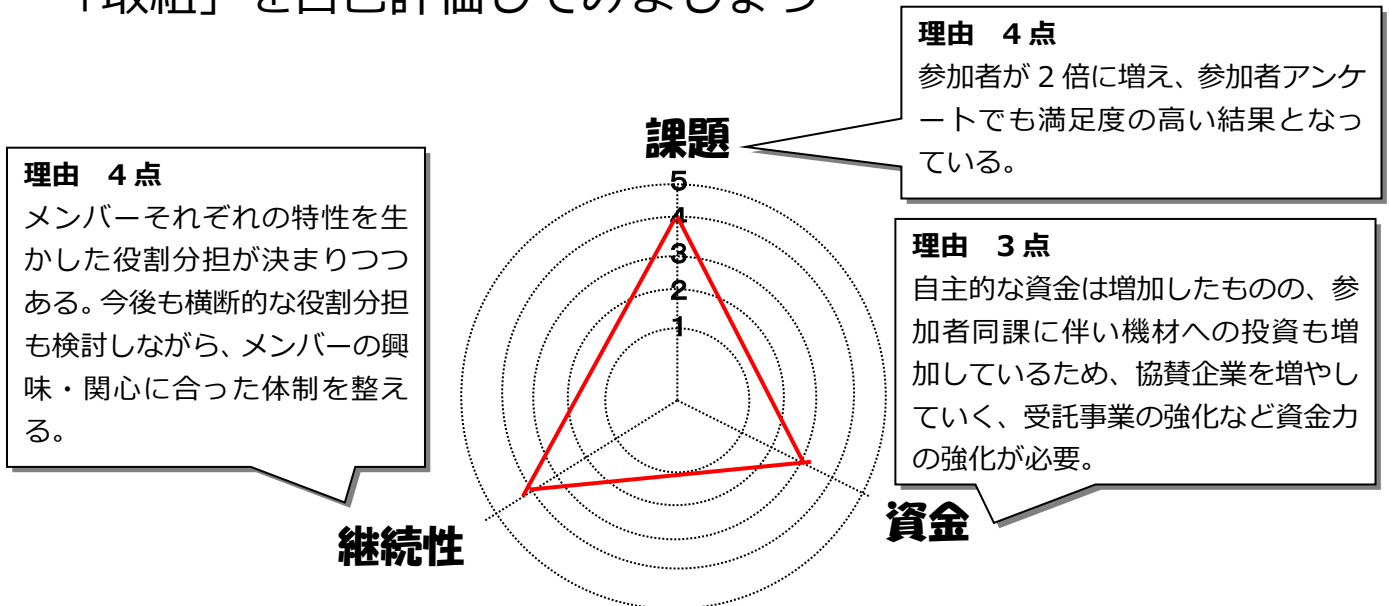 「取組」を自己評価してみましょう
理由　４点
参加者が２倍に増え、参加者アンケ
ートでも満足度の高い結果となっ
ている。
課題
理由　４点
メンバーそれぞれの特性を生
かした役割分担が決まりつつ
ある。今後も横断的な役割分担
も検討しながら、メンバーの興
味・関心に合った体制を整え
る。
5
4
3
2
1
理由　３点
自主的な資金は増加したものの、参
加者同課に伴い機材への投資も増
加しているため、協賛企業を増やし
ていく、受託事業の強化など資金力
の強化が必要。
資金
継続性